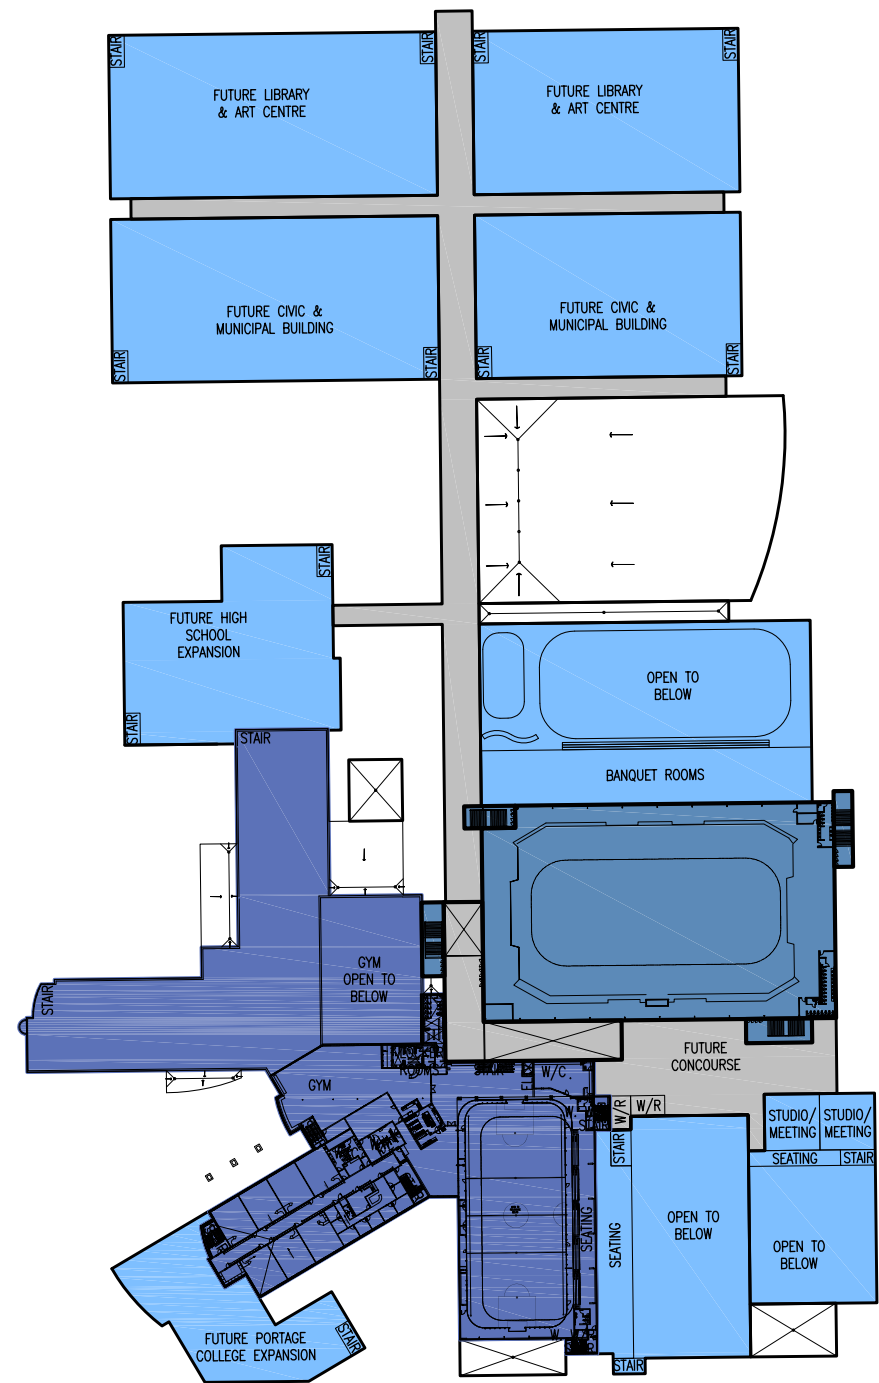 STAIR
STAIR
STAIR
STAIR
FUTURE LIBRARY
& ART CENTRE
FUTURE LIBRARY
& ART CENTRE
FUTURE CIVIC &
MUNICIPAL BUILDING
FUTURE CIVIC &
MUNICIPAL BUILDING
STAIR
STAIR
STAIR
STAIR
STAIR
FUTURE HIGH
SCHOOL
EXPANSION
STAIR
STAIR
OPEN TO
BELOW
BANQUET ROOMS
GYM
OPEN TO
BELOW
STAIR
FUTURE
CONCOURSE
ROOM
STAIR
W/C
GYM
W/R
W/R
STAIR
STAIR
STUDIO/
MEETING
STUDIO/
MEETING
SEATING
STAIR
SEATING
SEATING
OPEN TO
BELOW
OPEN TO
BELOW
FUTURE PORTAGE
COLLEGE EXPANSION
STAIR
STAIR